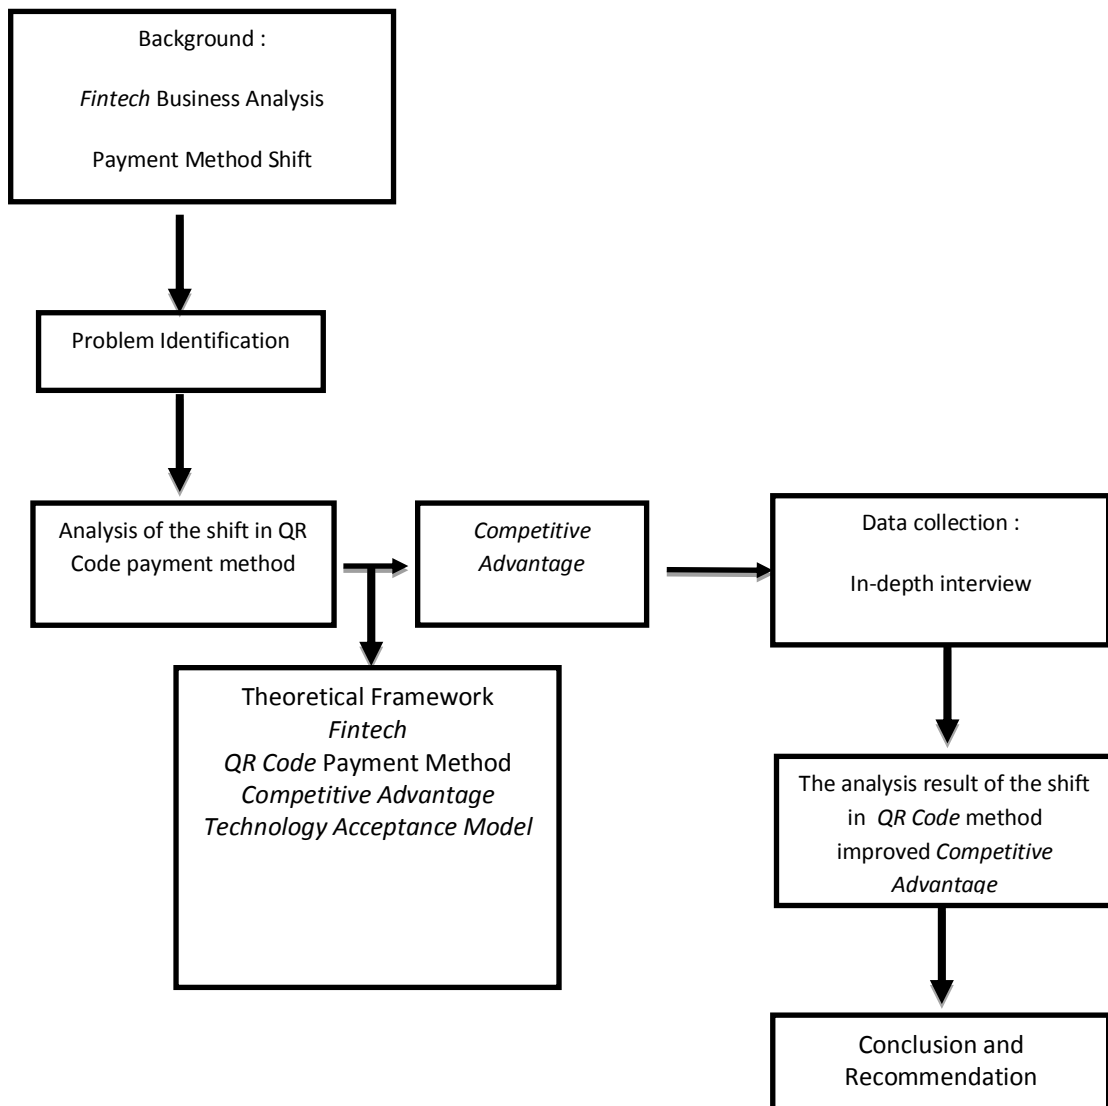 Background :
Fintech Business Analysis
Payment Method Shift
Problem Identification
Analysis of the shift in QR
Code payment method
Competitive
Advantage
Data collection :
In-depth interview
Theoretical Framework
Fintech
QR Code Payment Method
Competitive Advantage
Technology Acceptance Model
The analysis result of the shift
in QR Code method
improved Competitive
Advantage
Conclusion and
Recommendation